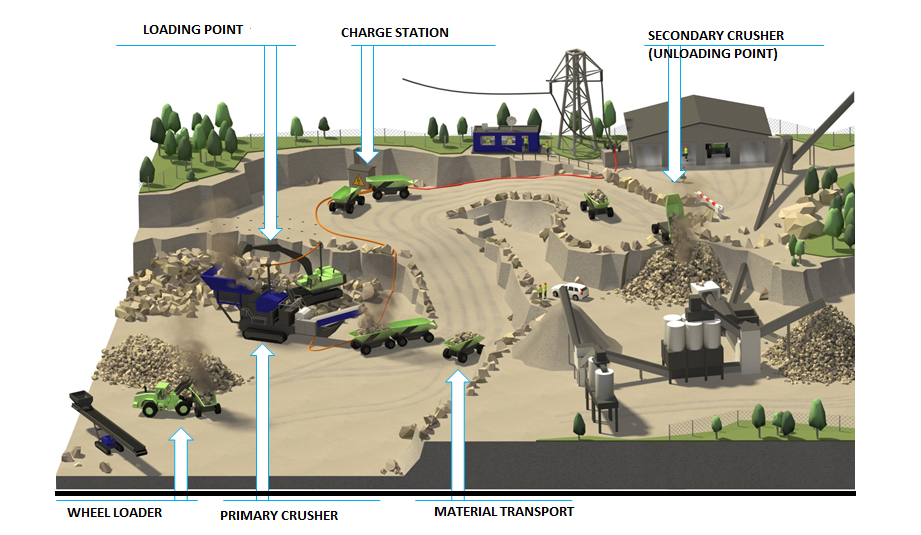 LOADING POINT
CHARGE STATION
SECONDARY CRUSHER
(UNLOADING POINT)
WHEEL LOADER
PRIMARY CRUSHER
MATERIAL TRANSPORT